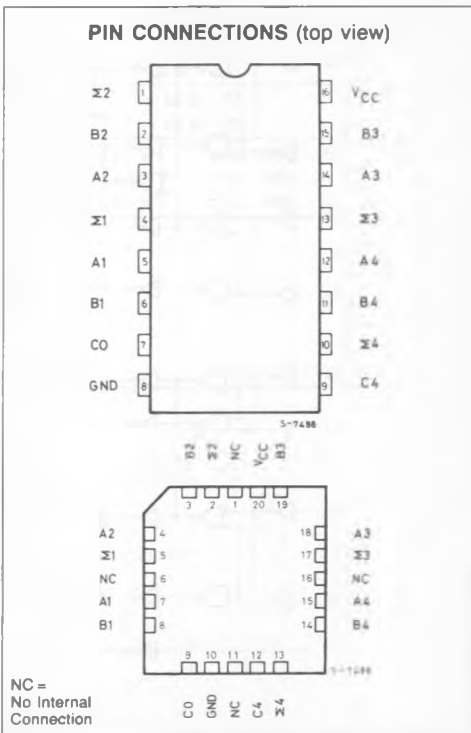 PIN CONNECTIONS (top view)
Σ2 1 16 VCC
B2 2 15 B3
A2 3 14 A3
Σ1 4 13 Σ3
A1 5 12 A4
B1 6 11 B4
C0 7 10 Σ4
GND 8 9 C4
S-7488
B2 Σ2 NC VCC B3
3 2 1 20 19
A2 4 18 A3
Σ1 5 17 Σ3
NC 6 16 NC
A1 7 15 A4
B1 8 14 B4
9 10 11 12 13
C0 GND NC C4 Σ4
NC =
No Internal
Connection